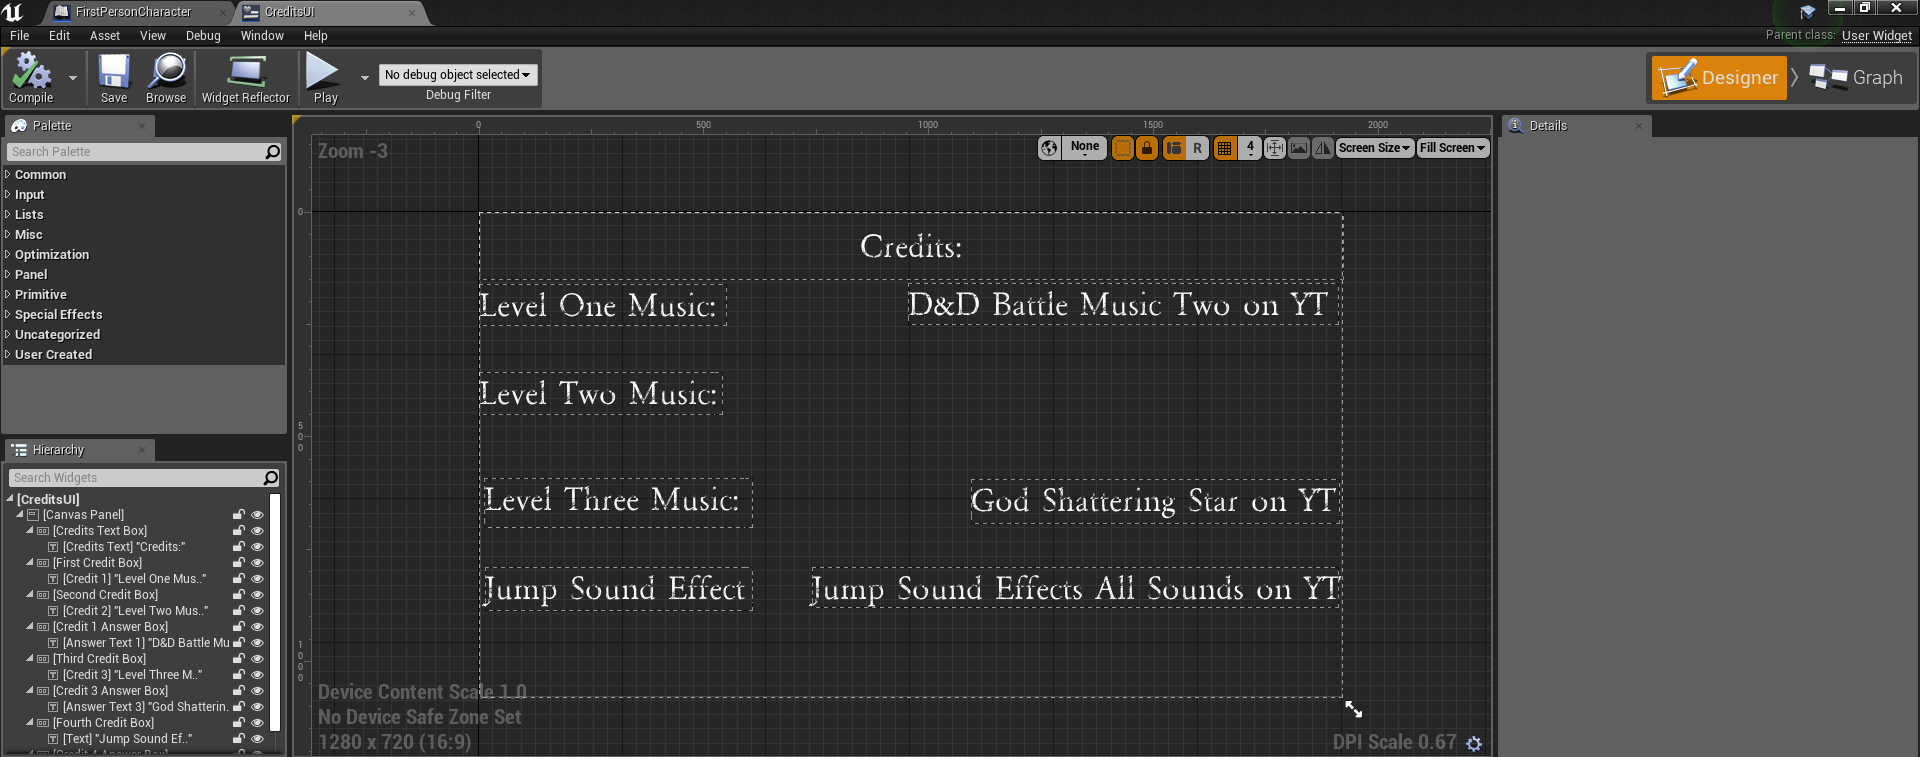 FirstPersonCharacter
CreditsUI
File Edit Asset View Debug Window Help
Parent class: User Widget
Compile
Save
Browse
Widget Reflector
Play
No debug object selected
Debug Filter
Designer
Graph
Palette
Search Palette
Common
Input
Lists
Misc
Optimization
Panel
Primitive
Special Effects
Uncategorized
User Created
Hierarchy
Search Widgets
[CreditsUI]
[Canvas Panel]
[Credits Text Box]
[Credits Text] "Credits:"
[First Credit Box]
[Credit 1] "Level One Mus.."
[Second Credit Box]
[Credit 2] "Level Two Mus.."
[Credit 1 Answer Box]
[Answer Text 1] "D&D Battle Mu
[Third Credit Box]
[Credit 3] "Level Three M.."
[Credit 3 Answer Box]
[Answer Text 3] "God Shatterin.
[Fourth Credit Box]
[Text] "Jump Sound Ef.."
[Credit 4 Answer Box]
0 500 1000 1500 2000
0
500
1000
Zoom -3
None
R
4
Screen Size
Fill Screen
Credits:
Level One Music: D&D Battle Music Two on YT
Level Two Music:
Level Three Music: God Shattering Star on YT
Jump Sound Effect Jump Sound Effects All Sounds on YT
Device Content Scale 1.0
No Device Safe Zone Set
1280 x 720 (16:9)
DPI Scale 0.67
Details